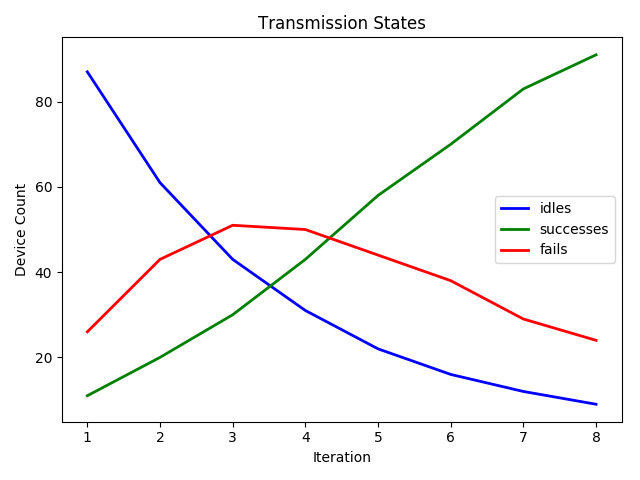 Transmission States
Device Count
80
60
40
20
idles
successes
fails
1 2 3 4 5 6 7 8
Iteration